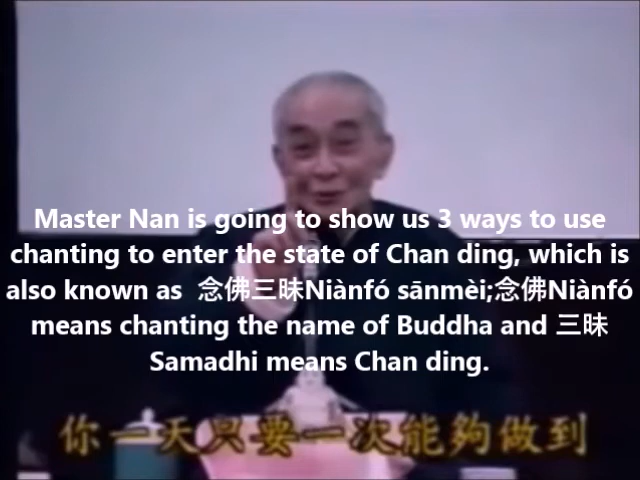 Master Nan is going to show us 3 ways to use
chanting to enter the state of Chan ding, which is
also known as  念佛三昧Niànfó sānmèi;念佛Niànfó
means chanting the name of Buddha and 三昧
Samadhi means Chan ding.
你一天只要一次能夠做到